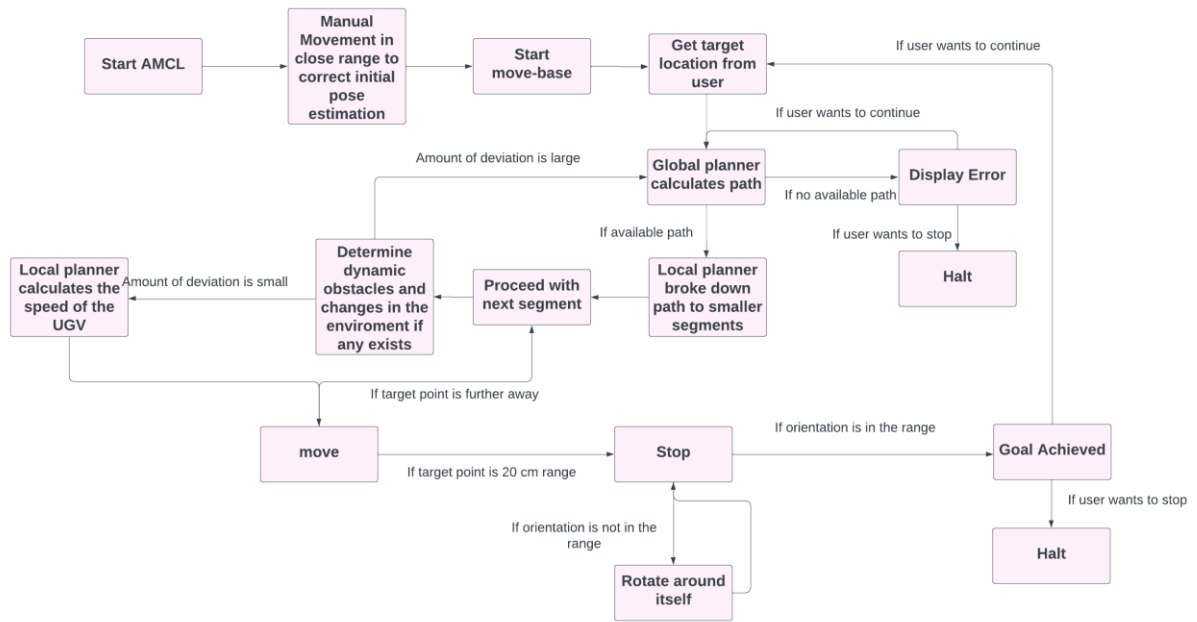 Start AMCL
Manual
Movement in
close range to
correct initial
pose
estimation
Start
move-base
Get target
location from
user
If user wants to continue
If user wants to continue
Amount of deviation is large
Global planner
calculates path
If no available path
Display Error
If available path
If user wants to stop
Halt
Local planner
calculates the
speed of the
UGV
Amount of deviation is small
Determine
dynamic
obstacles and
changes in the
enviroment if
any exists
Proceed with
next segment
Local planner
broke down
path to smaller
segments
If target point is further away
move
If target point is 20 cm range
Stop
If orientation is in the range
Goal Achieved
If user wants to stop
Halt
If orientation is not in the
range
Rotate around
itself